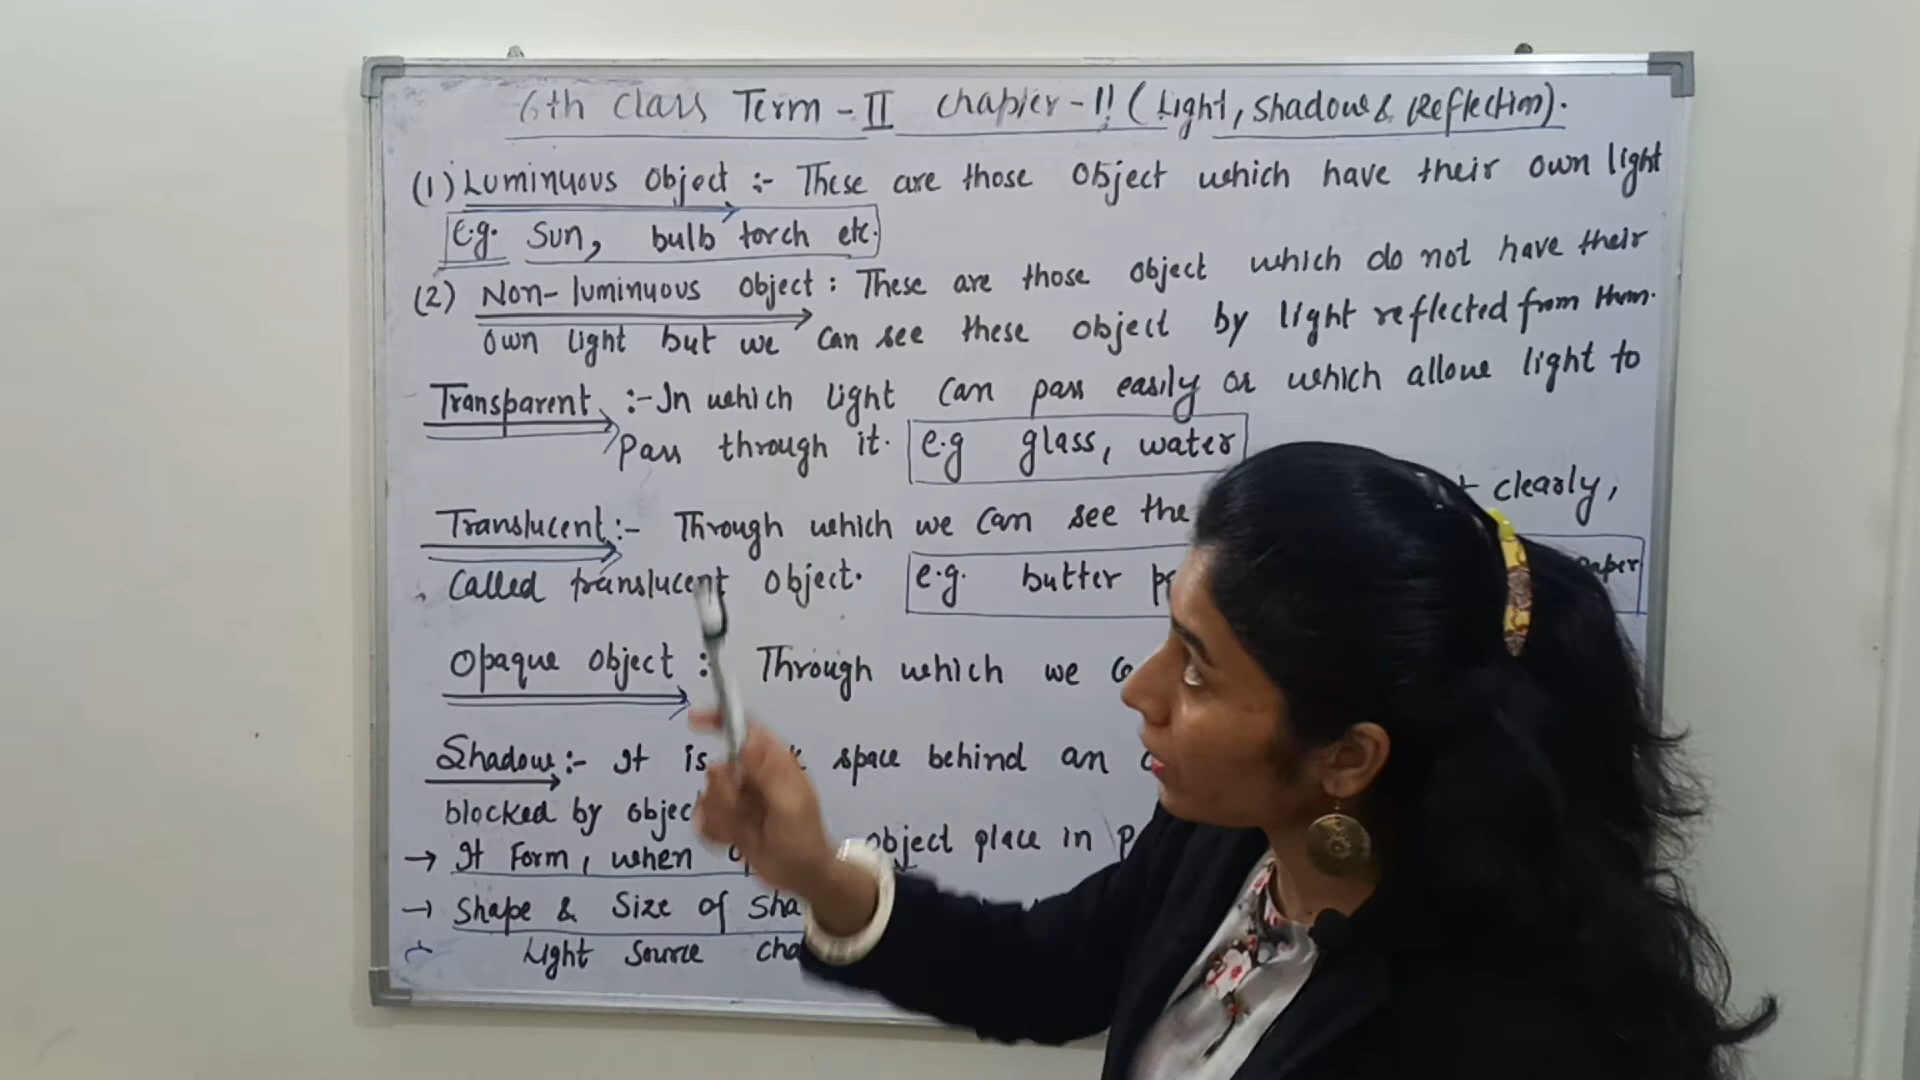 6th Class Term - II Chapter - 11 (Light, Shadow & Reflection).
(1) Luminuous Object :- These are those Object which have their own light
e.g. Sun, bulb torch etc.
(2) Non-luminuous Object : These are those object which do not have their
own light but we can see these object by light reflected from them.
Transparent :- In which light can pass easily or which allow light to
Pass through it. e.g glass, water
Translucent :- Through which we can see the clearly,
Called translucent object. e.g. butter paper
Opaque Object : Through which we
Shadow :- It is space behind an
blocked by
→ It Form, when object place in
→ Shape & Size of
Light Source